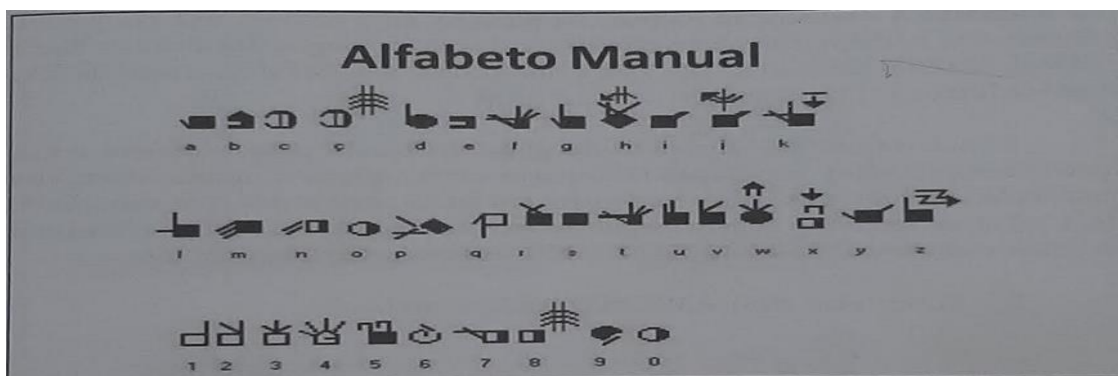 Alfabeto Manual
a b c ç d e f g h i j k
l m n o p q r s t u v w x y z
1 2 3 4 5 6 7 8 9 0